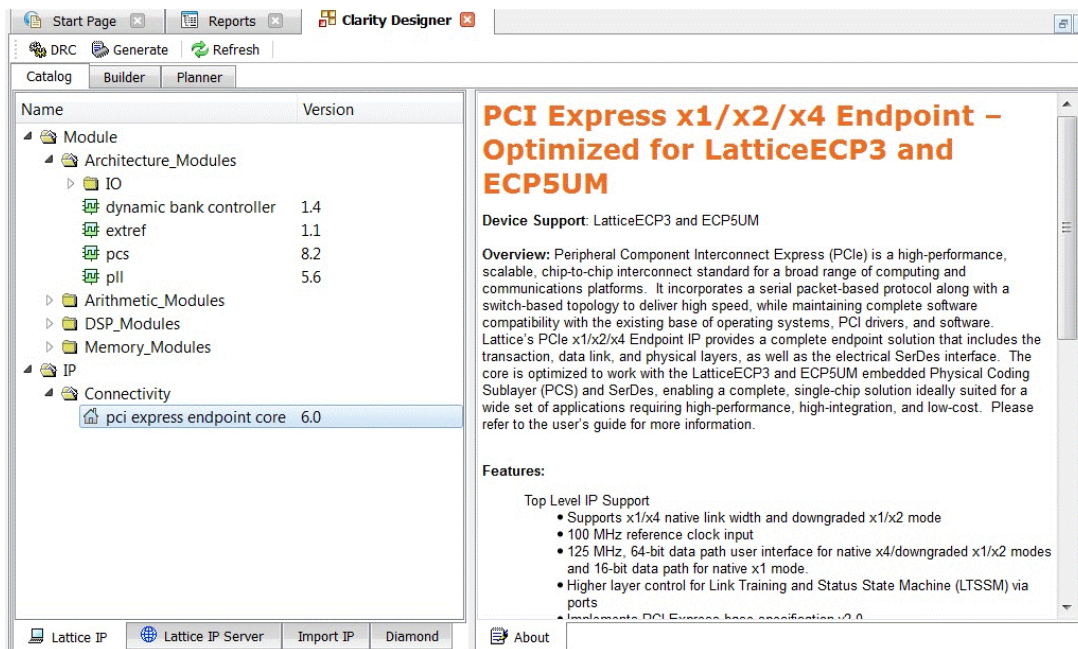 Start Page
Reports
Clarity Designer
DRC
Generate
Refresh
Catalog
Builder
Planner
Name Version
Module
Architecture_Modules
IO
dynamic bank controller 1.4
extref 1.1
pcs 8.2
pll 5.6
Arithmetic_Modules
DSP_Modules
Memory_Modules
IP
Connectivity
pci express endpoint core 6.0
Lattice IP
Lattice IP Server
Import IP
Diamond
PCI Express x1/x2/x4 Endpoint –
Optimized for LatticeECP3 and
ECP5UM
Device Support: LatticeECP3 and ECP5UM
Overview: Peripheral Component Interconnect Express (PCIe) is a high-performance,
scalable, chip-to-chip interconnect standard for a broad range of computing and
communications platforms. It incorporates a serial packet-based protocol along with a
switch-based topology to deliver high speed, while maintaining complete software
compatibility with the existing base of operating systems, PCI drivers, and software.
Lattice's PCIe x1/x2/x4 Endpoint IP provides a complete endpoint solution that includes the
transaction, data link, and physical layers, as well as the electrical SerDes interface. The
core is optimized to work with the LatticeECP3 and ECP5UM embedded Physical Coding
Sublayer (PCS) and SerDes, enabling a complete, single-chip solution ideally suited for a
wide set of applications requiring high-performance, high-integration, and low-cost. Please
refer to the user's guide for more information.
Features:
Top Level IP Support
• Supports x1/x4 native link width and downgraded x1/x2 mode
• 100 MHz reference clock input
• 125 MHz, 64-bit data path user interface for native x4/downgraded x1/x2 modes
and 16-bit data path for native x1 mode.
• Higher layer control for Link Training and Status State Machine (LTSSM) via
ports
• Implements PCI Express base specification v2.0
About